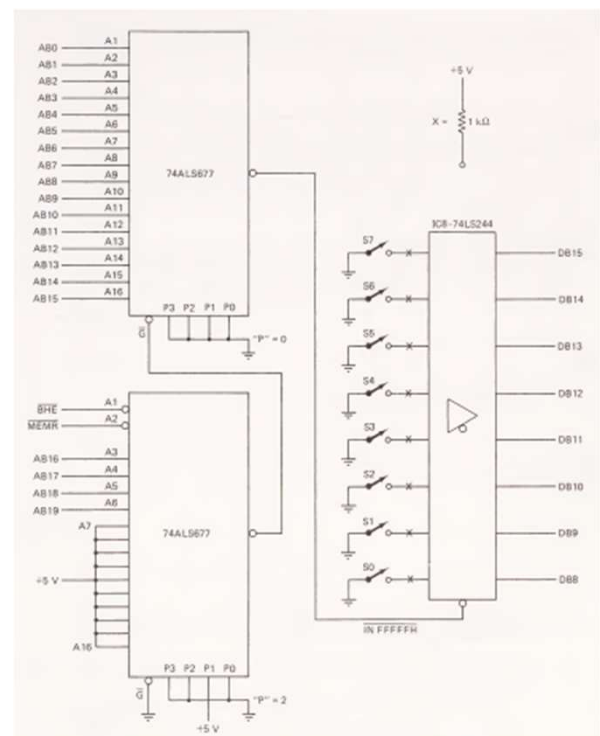 AB0 A1
AB1 A2
AB2 A3
AB3 A4
AB4 A5
AB5 A6
AB6 A7
AB7 A8
AB8 A9
AB9 A10
AB10 A11
AB11 A12
AB12 A13
AB13 A14
AB14 A15
AB15 A16
74ALS677
P3 P2 P1 P0
G̅
"P" = 0
+5 V
X = 1 kΩ
IC8-74LS244
S7 X DB15
S6 X DB14
S5 X DB13
S4 X DB12
S3 X DB11
S2 X DB10
S1 X DB9
S0 X DB8
I̅N̅ F̅F̅F̅F̅F̅H̅
B̅H̅E̅ A1
M̅E̅M̅R̅ A2
AB16 A3
AB17 A4
AB18 A5
AB19 A6
A7
74ALS677
+5 V
A16
P3 P2 P1 P0
G̅
"P" = 2
+5 V